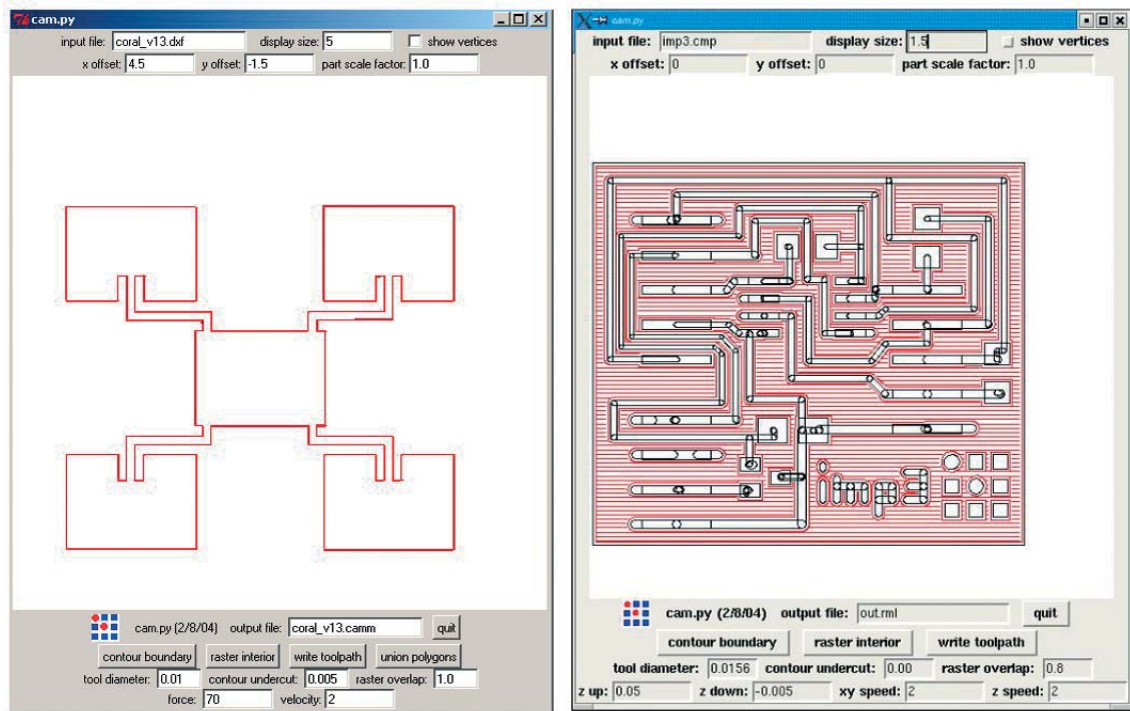 cam.py
input file: coral_v13.dxf display size: 5 show vertices
x offset: 4.5 y offset: -1.5 part scale factor: 1.0
cam.py (2/8/04) output file: coral_v13.camm quit
contour boundary raster interior write toolpath union polygons
tool diameter: 0.01 contour undercut: 0.005 raster overlap: 1.0
force: 70 velocity: 2
cam.py
input file: imp3.cmp display size: 1.5 show vertices
x offset: 0 y offset: 0 part scale factor: 1.0
imp3
cam.py (2/8/04) output file: out.rml quit
contour boundary raster interior write toolpath
tool diameter: 0.0156 contour undercut: 0.00 raster overlap: 0.8
z up: 0.05 z down: -0.005 xy speed: 2 z speed: 2